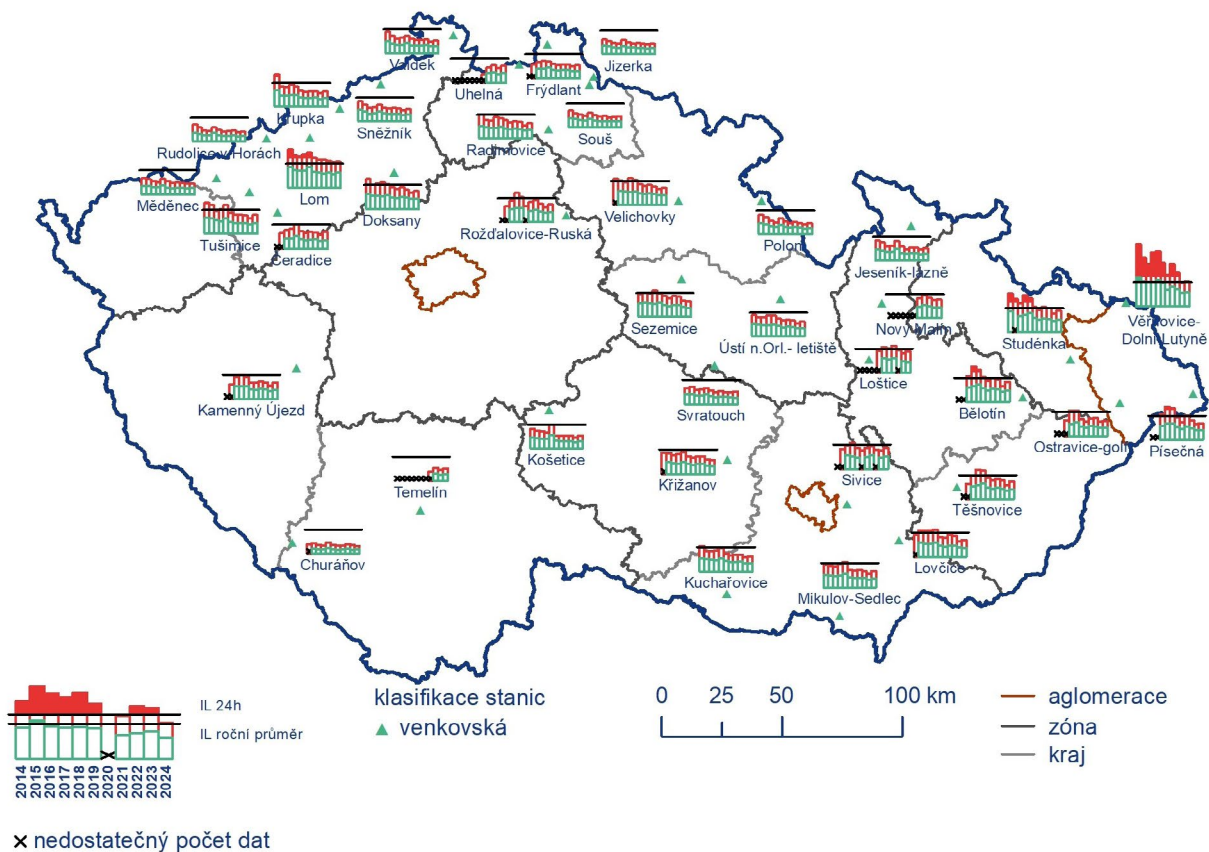 Valdek
Uhelná
Frýdlant
Jizerka
Krupka
Sněžník
Rudolice v Horách
Radimovice
Souš
Měděnec
Lom
Doksany
Tušimice
Čeradice
Rožďalovice-Ruská
Velichovky
Polom
Jeseník-lázně
Sezemice
Ústí n.Orl.- letiště
Nový Malín
Studénka
Věřňovice-
Dolní Lutyně
Kamenný Újezd
Svratouch
Loštice
Bělotín
Košetice
Ostravice-golf
Písečná
Temelín
Křižanov
Sivice
Těšnovice
Churáňov
Kuchařovice
Lovčice
Mikulov-Sedlec
IL 24h
IL roční průměr
2014
2015
2016
2017
2018
2019
2020
2021
2022
2023
2024
klasifikace stanic
venkovská
0 25 50 100 km
aglomerace
zóna
kraj
× nedostatečný počet dat